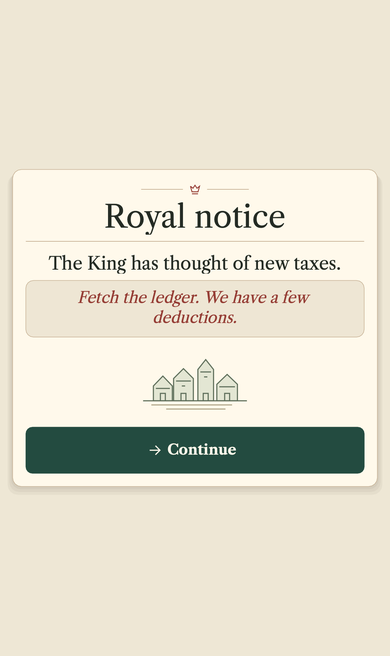 Royal notice
The King has thought of new taxes.
Fetch the ledger. We have a few
deductions.
→ Continue